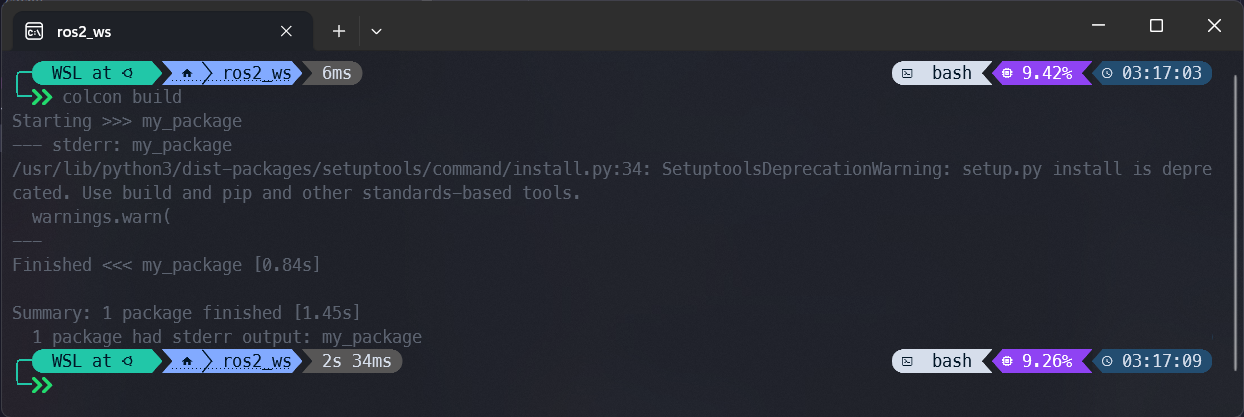 ros2_ws
WSL at ros2_ws 6ms bash 9.42% 03:17:03
colcon build
Starting >>> my_package
--- stderr: my_package
/usr/lib/python3/dist-packages/setuptools/command/install.py:34: SetuptoolsDeprecationWarning: setup.py install is depre
cated. Use build and pip and other standards-based tools.
  warnings.warn(
---
Finished <<< my_package [0.84s]
Summary: 1 package finished [1.45s]
  1 package had stderr output: my_package
WSL at ros2_ws 2s 34ms bash 9.26% 03:17:09